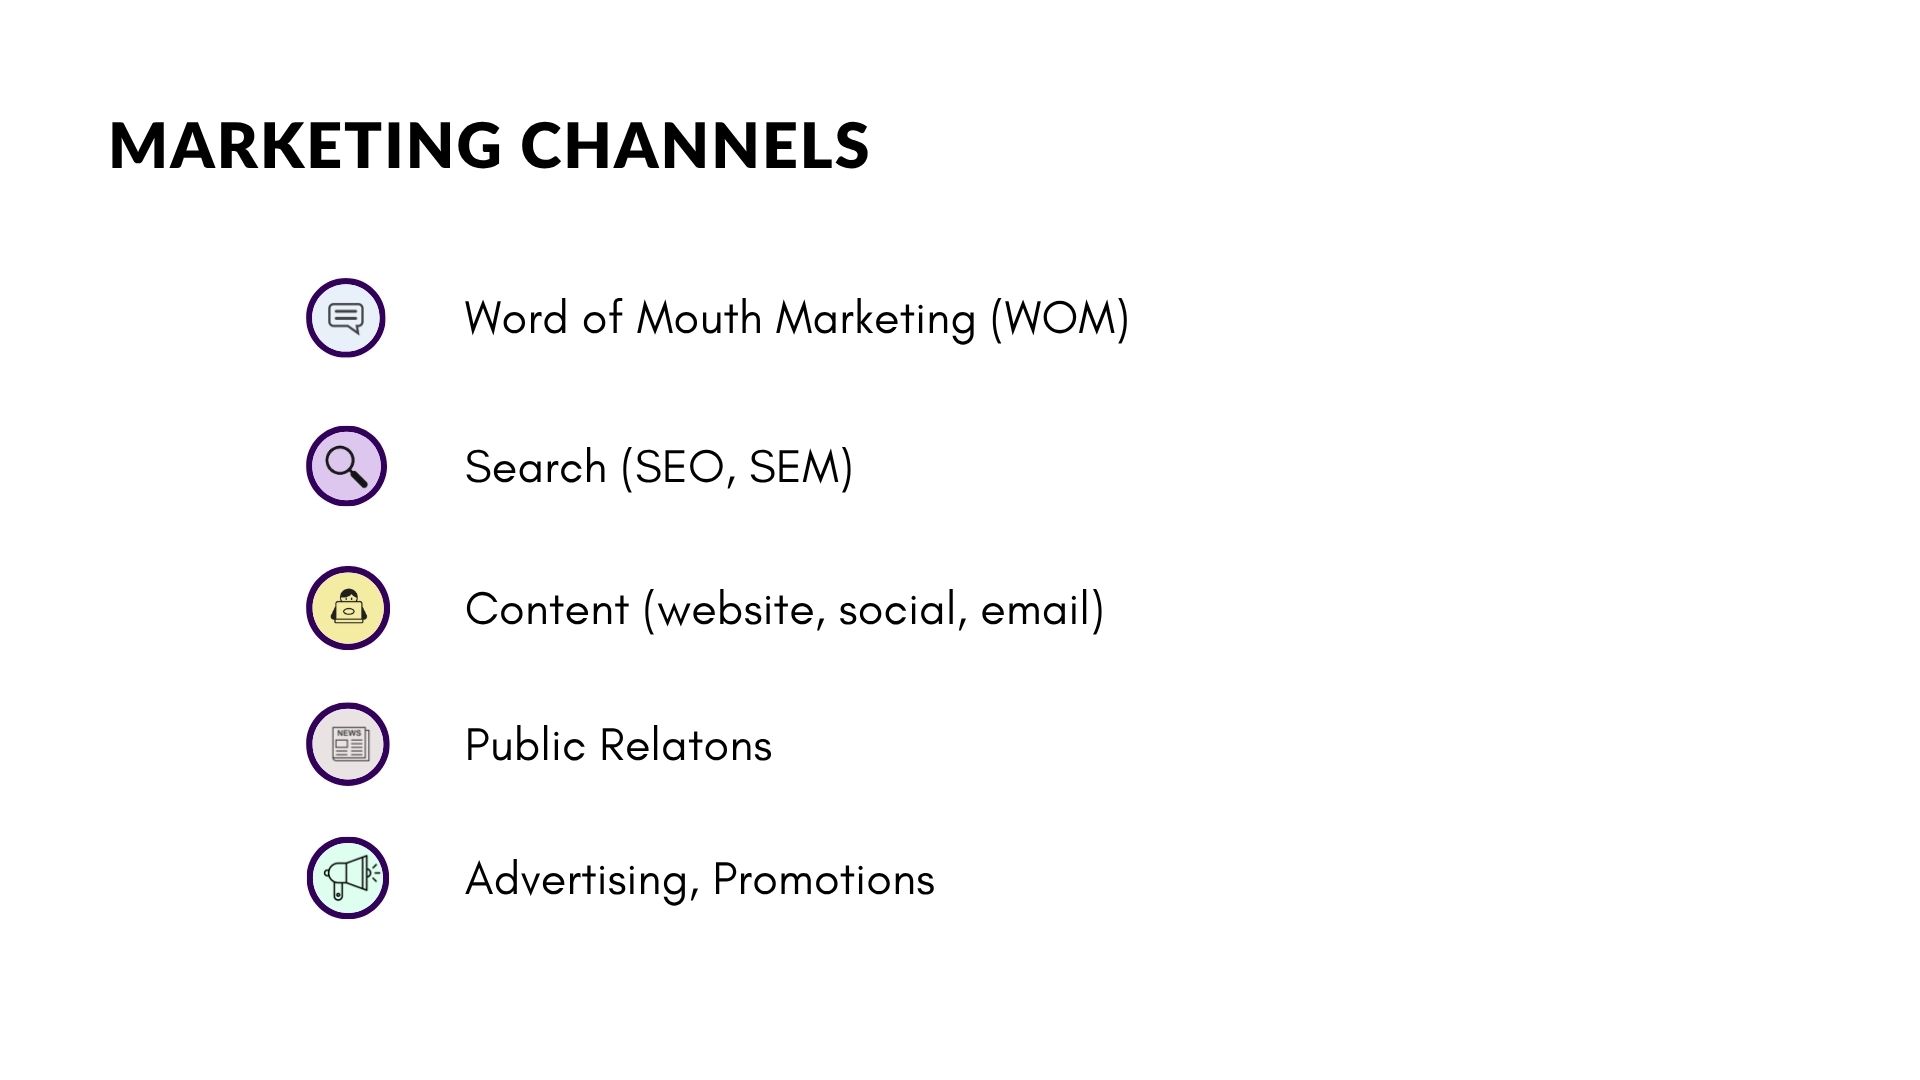 MARKETING CHANNELS
Word of Mouth Marketing (WOM)
Search (SEO, SEM)
Content (website, social, email)
NEWS
Public Relatons
Advertising, Promotions